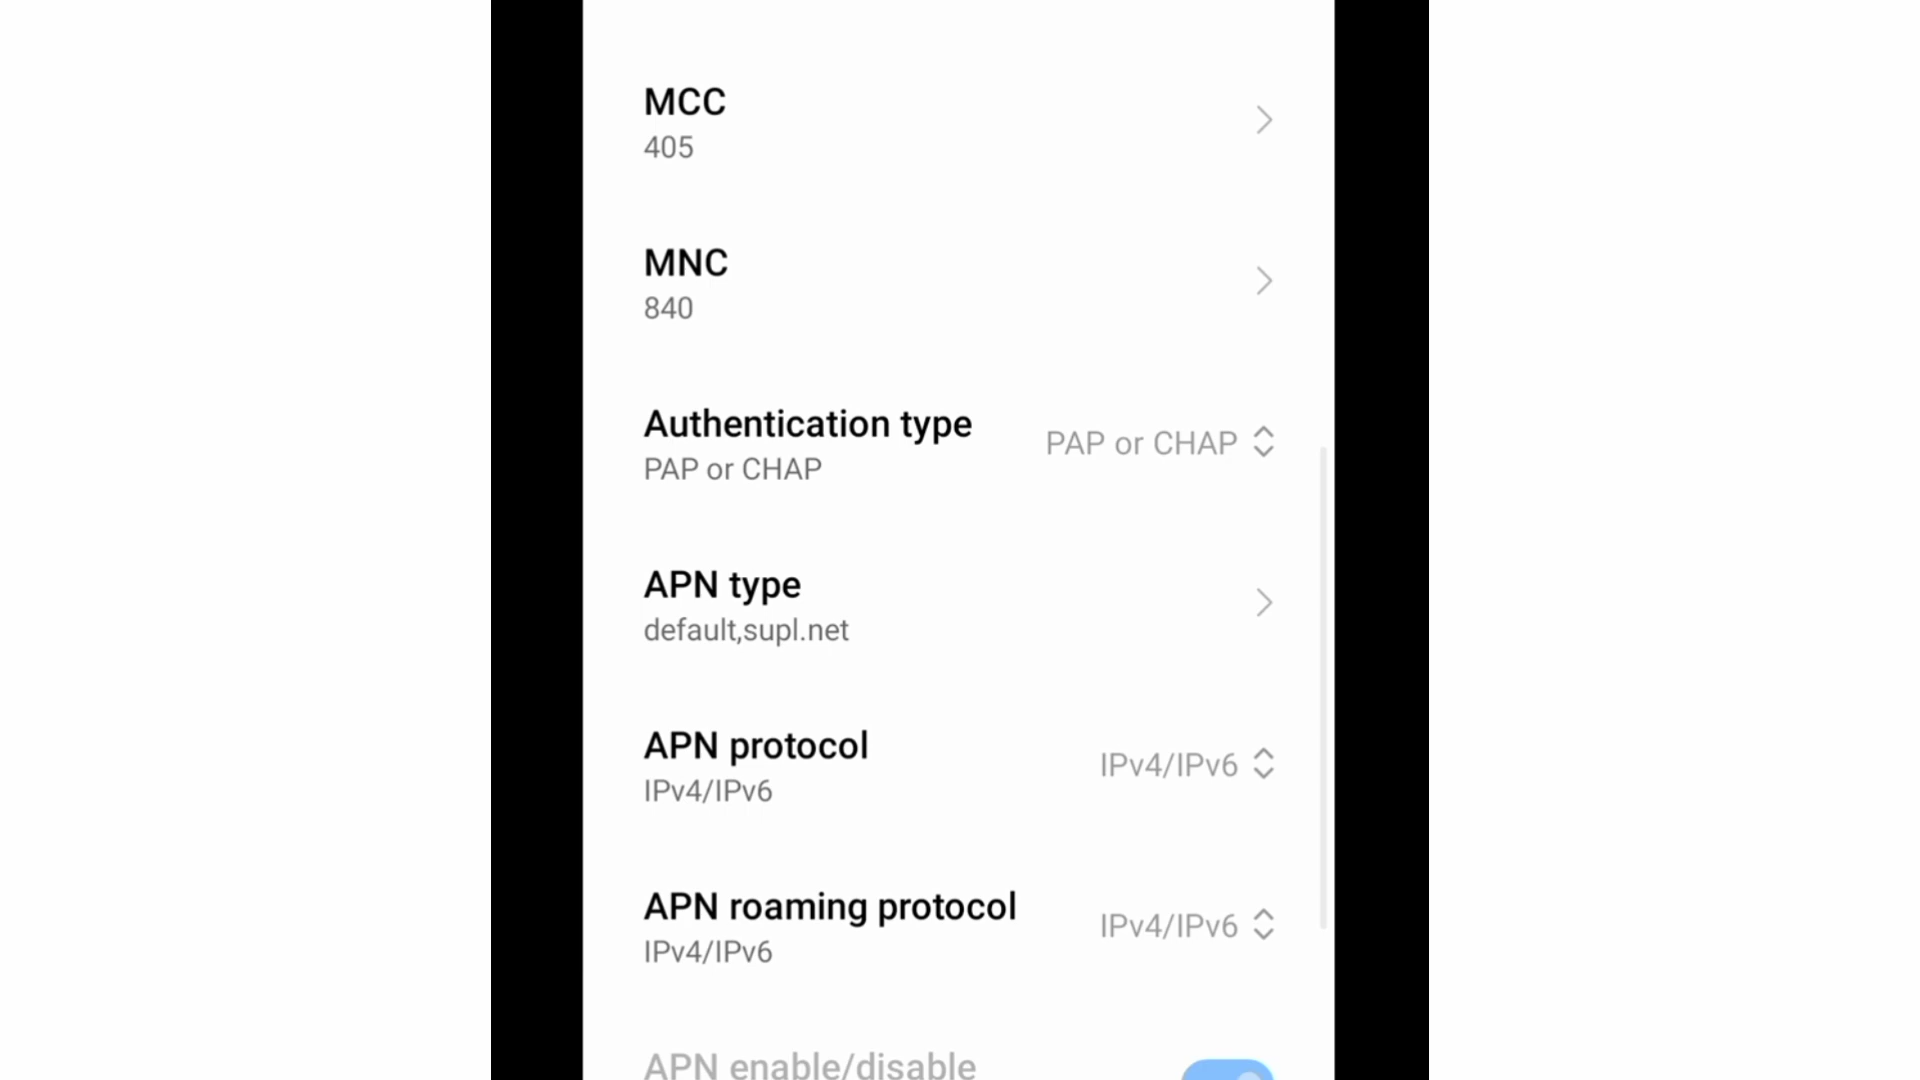 MCC
405
MNC
840
Authentication type
PAP or CHAP
PAP or CHAP
APN type
default,supl.net
APN protocol
IPv4/IPv6
IPv4/IPv6
APN roaming protocol
IPv4/IPv6
IPv4/IPv6
APN enable/disable